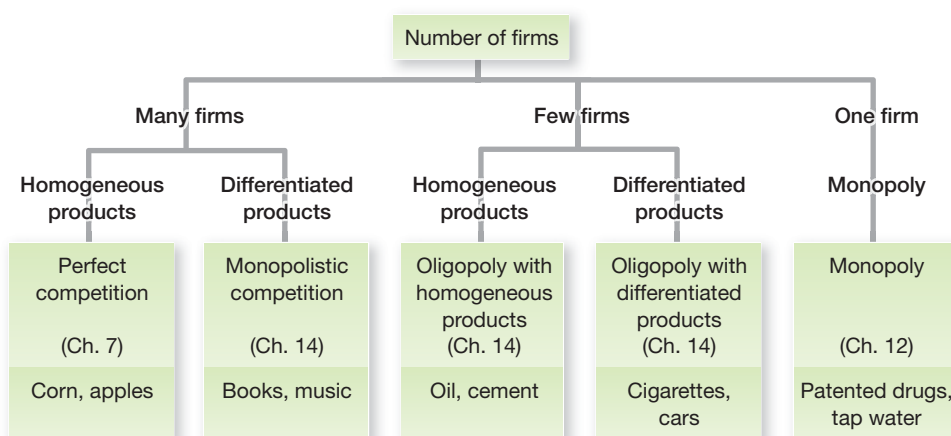 Number of firms
Many firms
Few firms
One firm
Homogeneous
products
Differentiated
products
Homogeneous
products
Differentiated
products
Monopoly
Perfect
competition
(Ch. 7)
Corn, apples
Monopolistic
competition
(Ch. 14)
Books, music
Oligopoly with
homogeneous
products
(Ch. 14)
Oil, cement
Oligopoly with
differentiated
products
(Ch. 14)
Cigarettes,
cars
Monopoly
(Ch. 12)
Patented drugs,
tap water